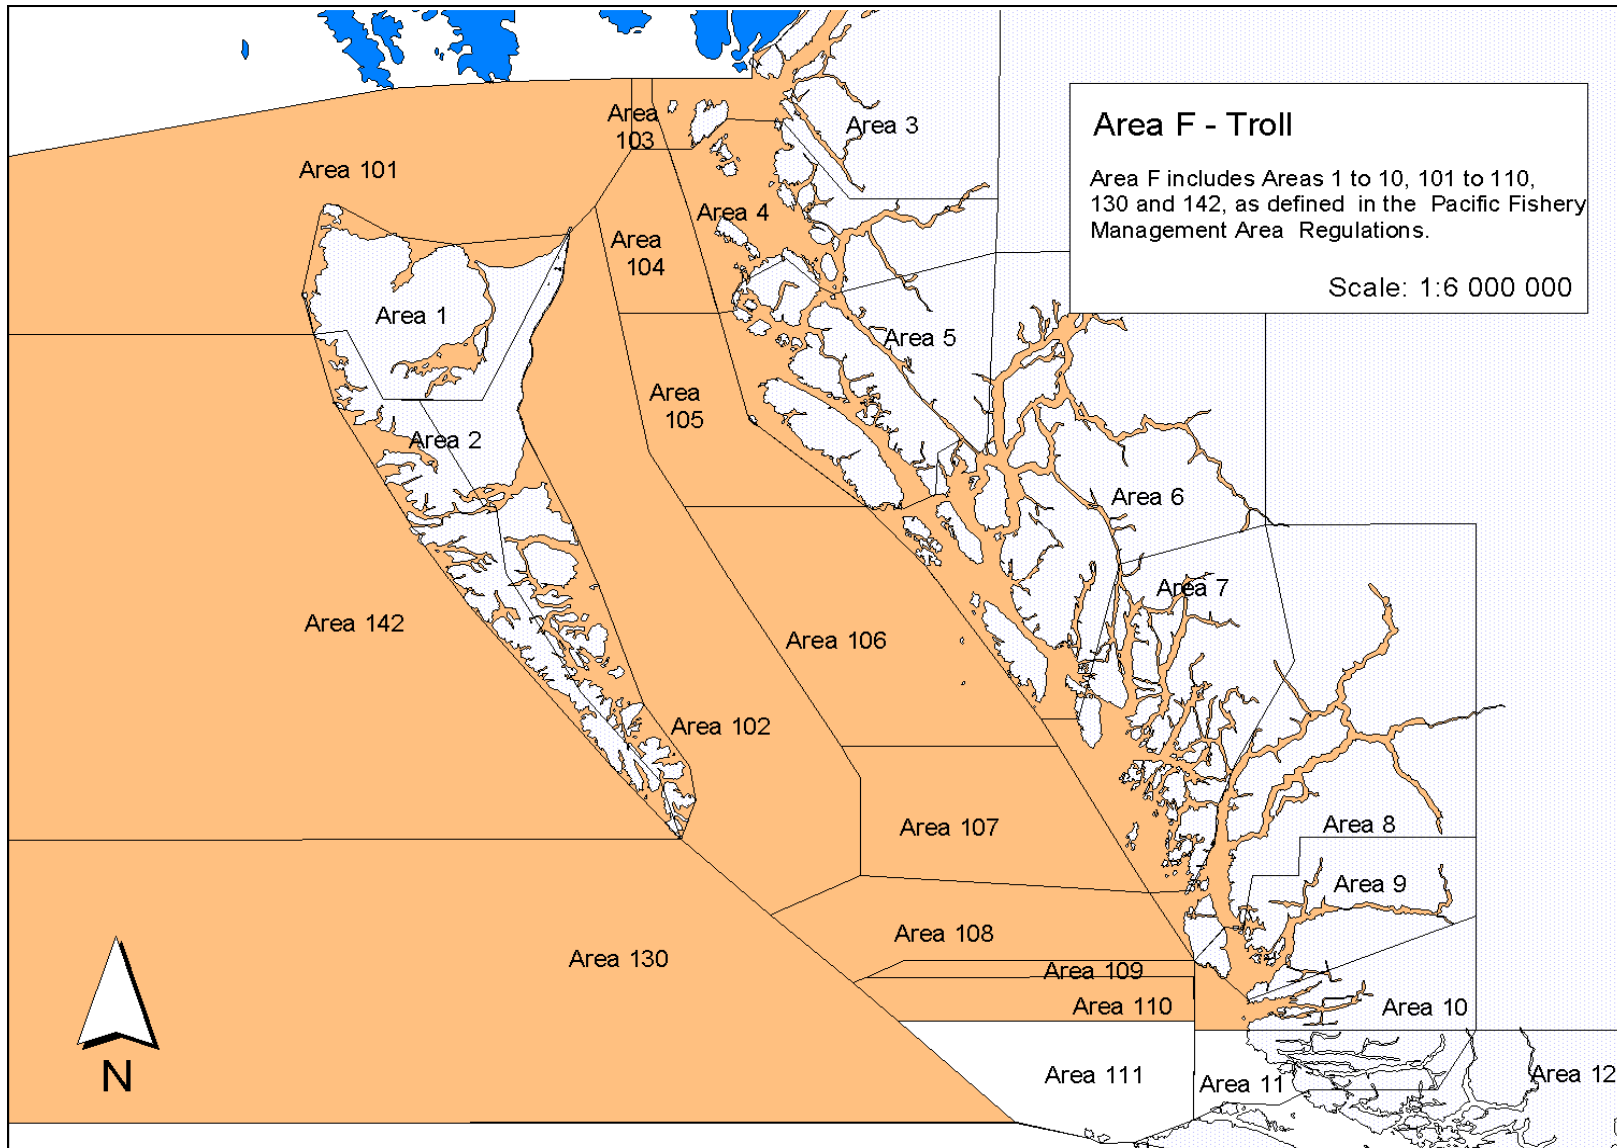 Area F - Troll
Area F includes Areas 1 to 10, 101 to 110,
130 and 142, as defined in the Pacific Fishery
Management Area Regulations.
Scale: 1:6 000 000
Area
103
Area 3
Area 101
Area 4
Area
104
Area 1
Area 5
Area
105
Area 2
Area 6
Area 7
Area 142
Area 106
Area 102
Area 107
Area 8
Area 9
Area 108
Area 130
Area 109
Area 110
Area 10
Area 111
Area 11
Area 12
N